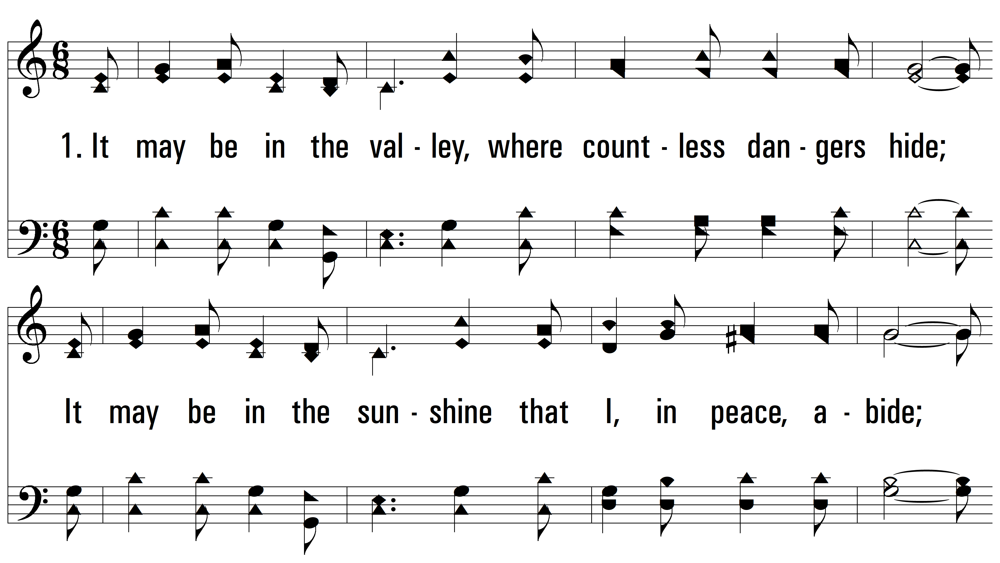 1. It may be in the val - ley, where count - less dan - gers hide;
It may be in the sun - shine that I, in peace, a - bide;